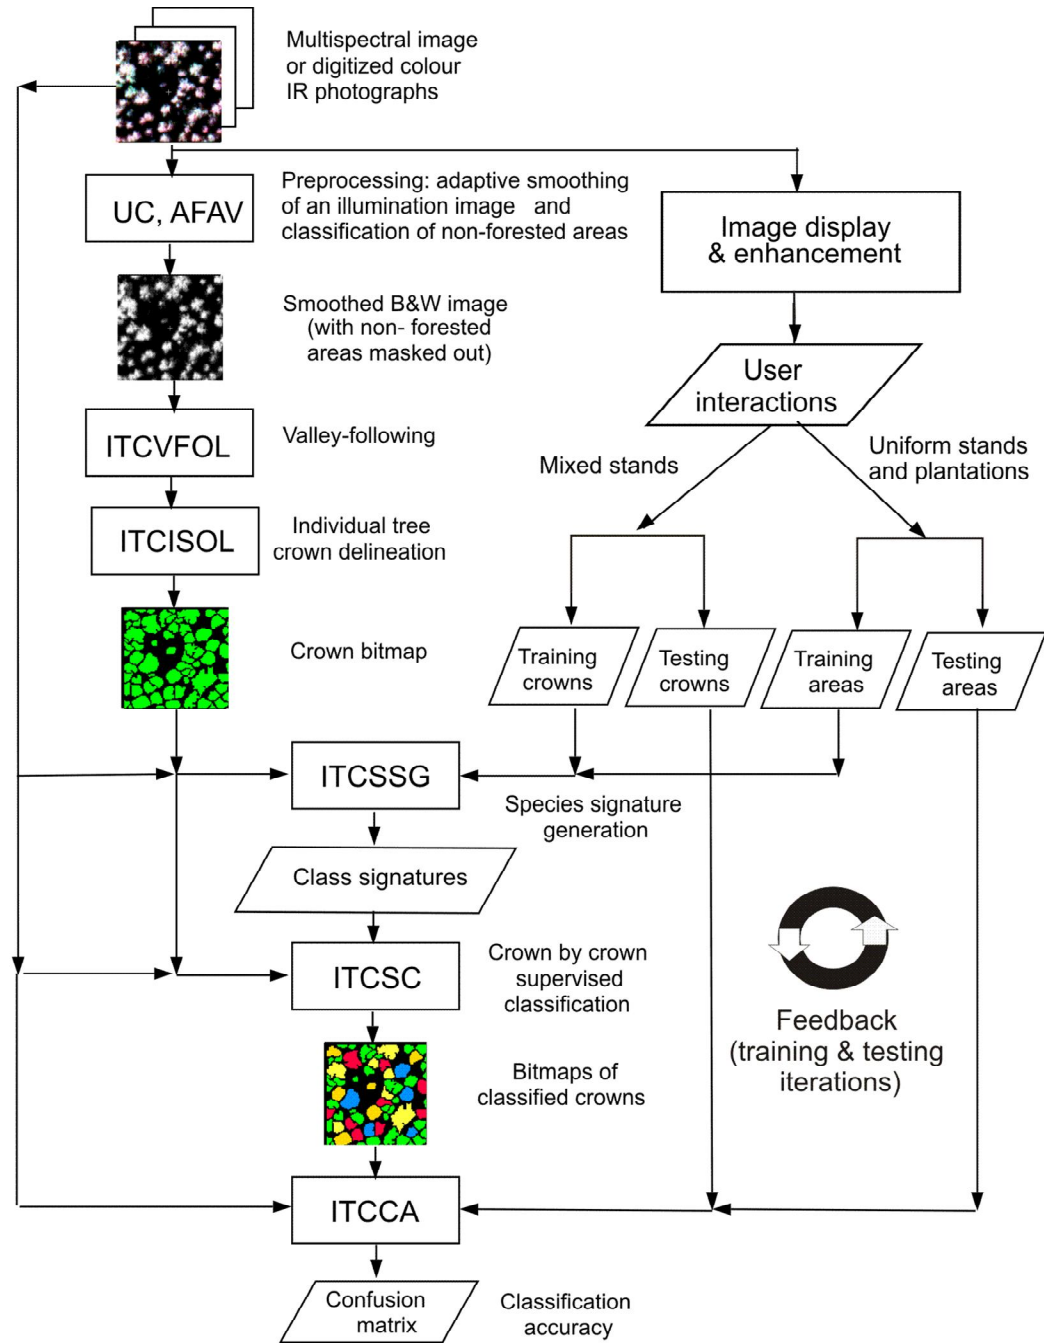 Multispectral image
or digitized colour
IR photographs
UC, AFAV
Preprocessing: adaptive smoothing
of an illumination image and
classification of non-forested areas
Image display
& enhancement
Smoothed B&W image
(with non- forested
areas masked out)
User
interactions
ITCVFOL
Valley-following
Mixed stands
Uniform stands
and plantations
ITCISOL
Individual tree
crown delineation
Crown bitmap
Training
crowns
Testing
crowns
Training
areas
Testing
areas
ITCSSG
Species signature
generation
Class signatures
ITCSC
Crown by crown
supervised
classification
Feedback
(training & testing
iterations)
Bitmaps of
classified crowns
ITCCA
Confusion
matrix
Classification
accuracy